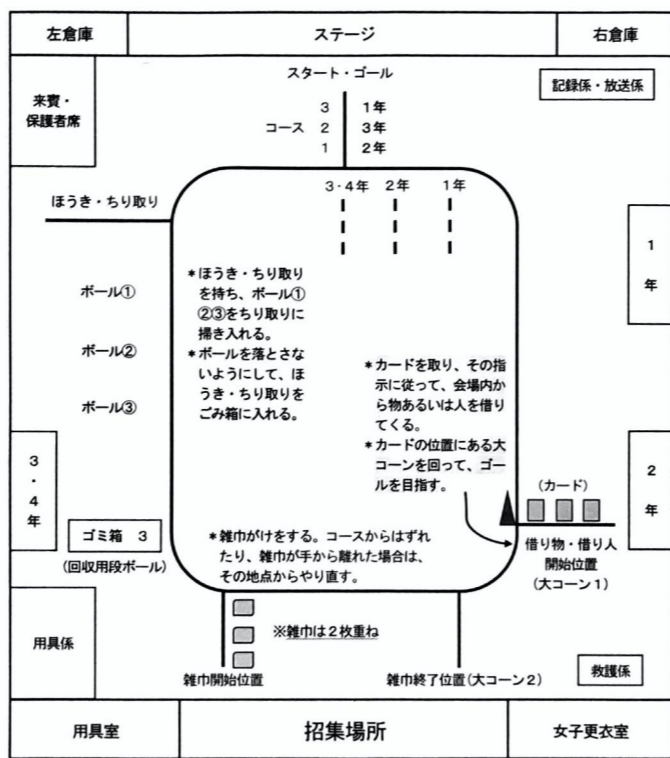 左倉庫
ステージ
右倉庫
スタート・ゴール
来賓・
保護者席
記録係・放送係
3 1年
コース 2 3年
1 2年
ほうき・ちり取り
3・4年 2年 1年
1年
ボール①
ボール②
ボール③
*ほうき・ちり取り
を持ち、ボール①
②③をちり取りに
掃き入れる。
*ボールを落とさな
いようにして、ほ
うき・ちり取りを
ごみ箱に入れる。
*カードを取り、その指
示に従って、会場内か
ら物あるいは人を借り
てくる。
*カードの位置にある大
コーンを回って、ゴー
ルを目指す。
3・4年
2年
(カード)
ゴミ箱 3
(回収用段ボール)
*雑巾がけをする。コースからはずれ
たり、雑巾が手から離れた場合は、
その地点からやり直す。
借り物・借り人
開始位置
(大コーン1)
用具係
※雑巾は2枚重ね
雑巾開始位置
雑巾終了位置(大コーン2)
救護係
用具室
招集場所
女子更衣室